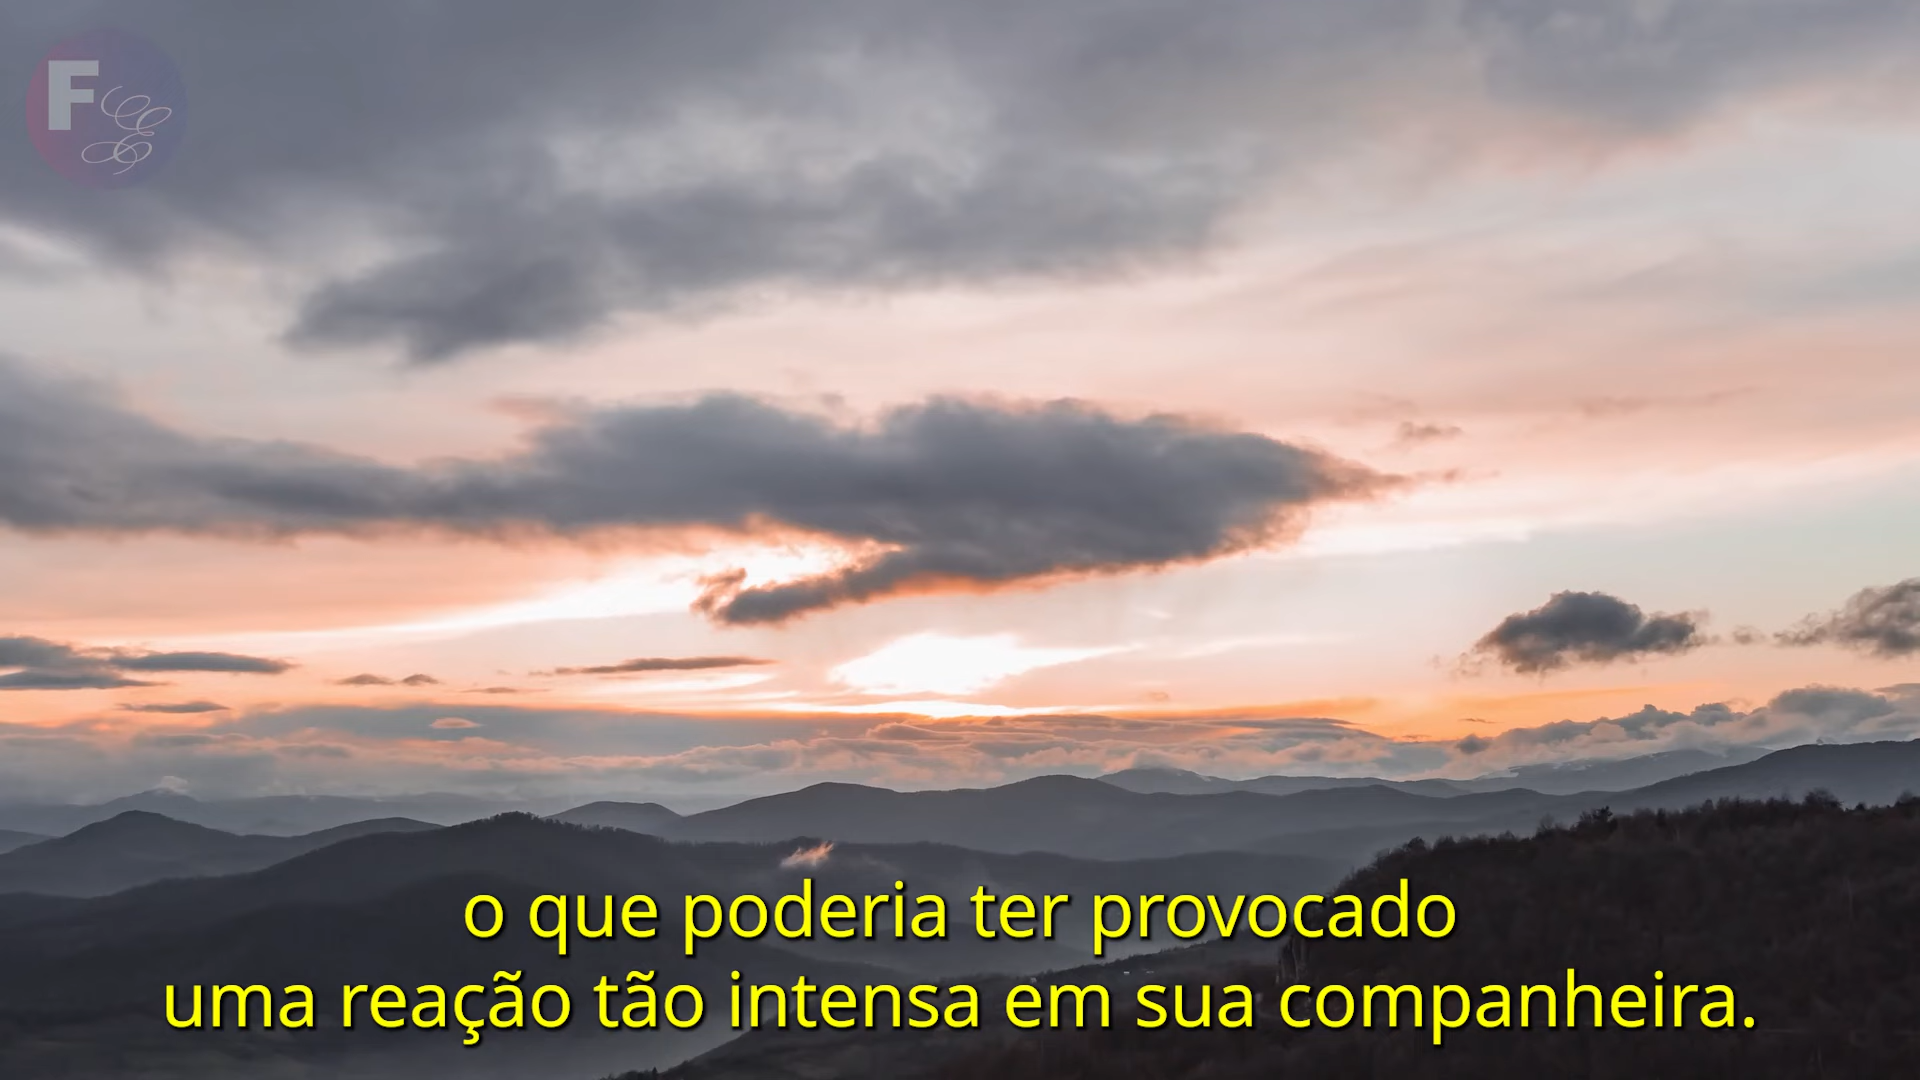 F
o que poderia ter provocado
uma reação tão intensa em sua companheira.